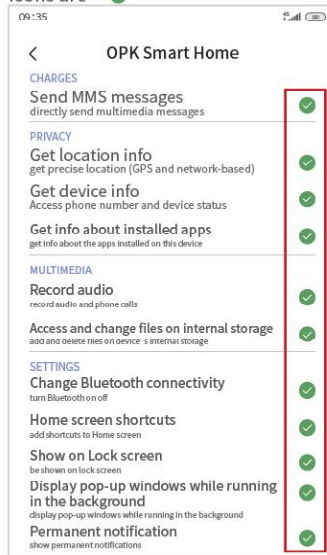 icons are
09:35
OPK Smart Home
CHARGES
Send MMS messages
directly send multimedia messages
PRIVACY
Get location info
get precise location (GPS and network-based)
Get device info
Access phone number and device status
Get info about installed apps
get info about the apps installed on this device
MULTIMEDIA
Record audio
record audio and phone calls
Access and change files on internal storage
add and delete files on device s internal storage
SETTINGS
Change Bluetooth connectivity
turn Bluetooth on off
Home screen shortcuts
add shortcuts to Home screen
Show on Lock screen
be shown on lock screen
Display pop-up windows while running
in the background
display pop-up windows while running in the background
Permanent notification
show permanent notifications